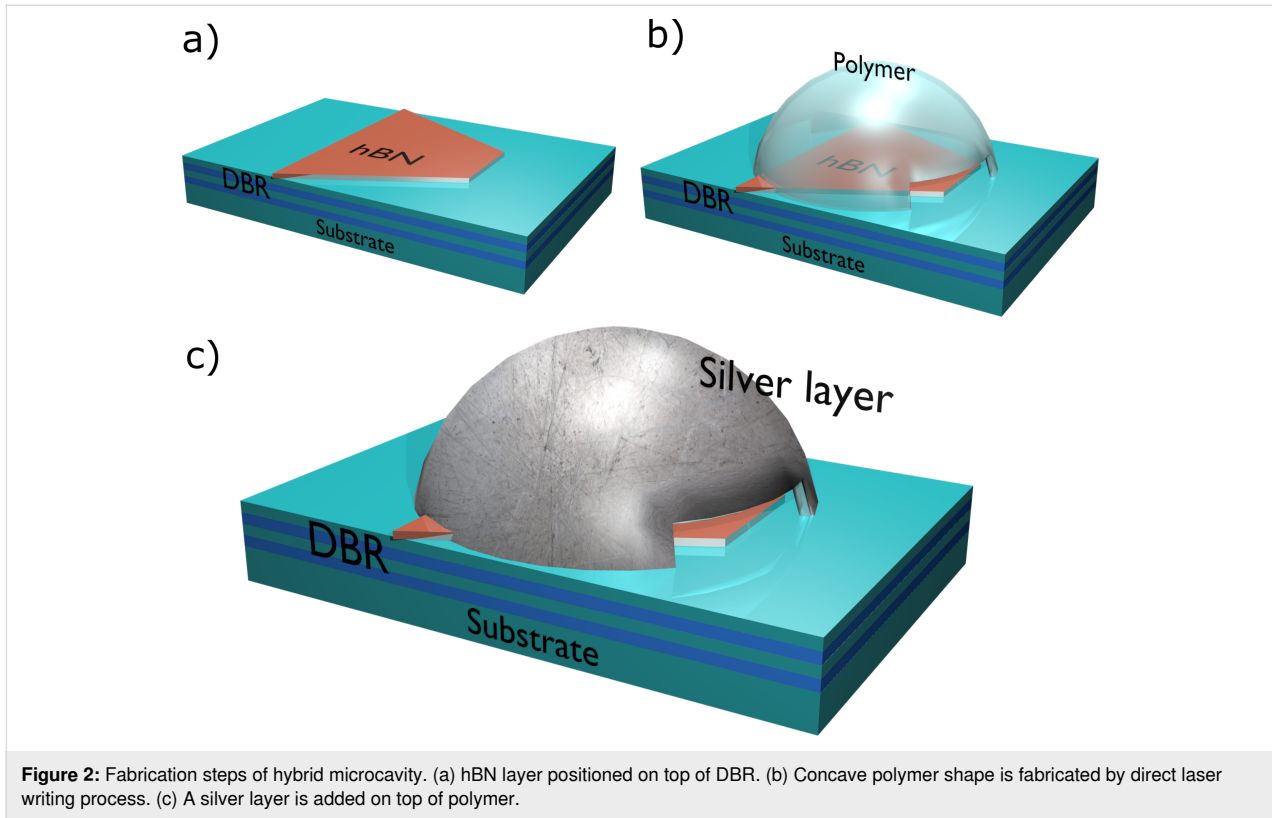 a)
hBN
DBR
Substrate
b)
Polymer
hBN
DBR
Substrate
c)
Silver layer
DBR
Substrate
Figure 2: Fabrication steps of hybrid microcavity. (a) hBN layer positioned on top of DBR. (b) Concave polymer shape is fabricated by direct laser
writing process. (c) A silver layer is added on top of polymer.